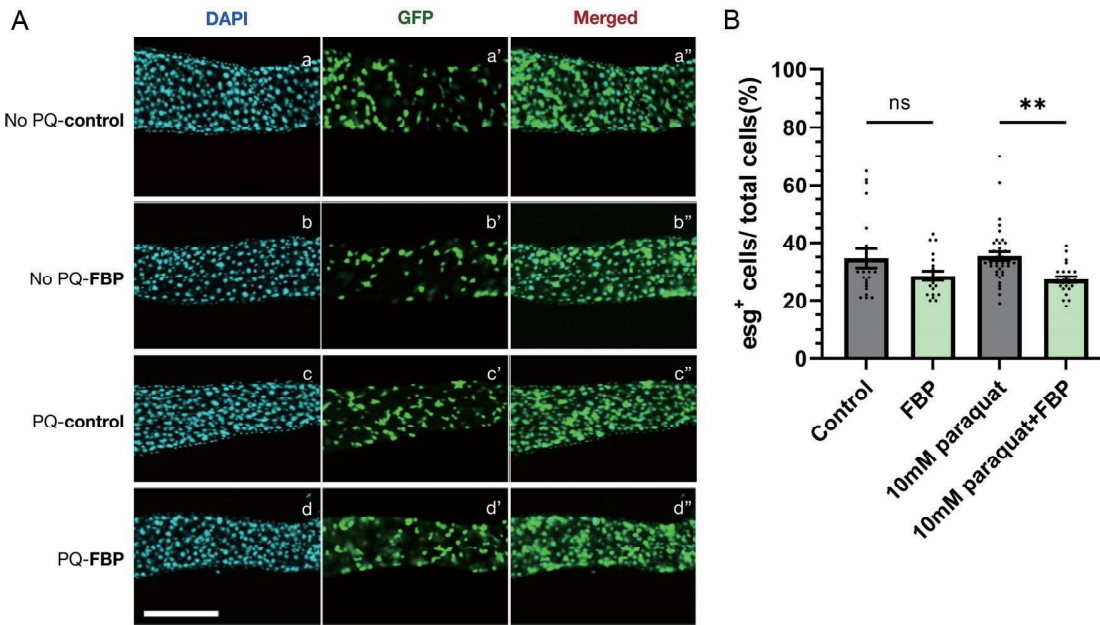 A
DAPI GFP Merged
No PQ-control
a a' a"
No PQ-FBP
b b' b"
PQ-control
c c' c"
PQ-FBP
d d' d"
B
esg+ cells/ total cells(%)
100
80
60
40
20
0
ns
**
Control
FBP
10mM paraquat
10mM paraquat+FBP